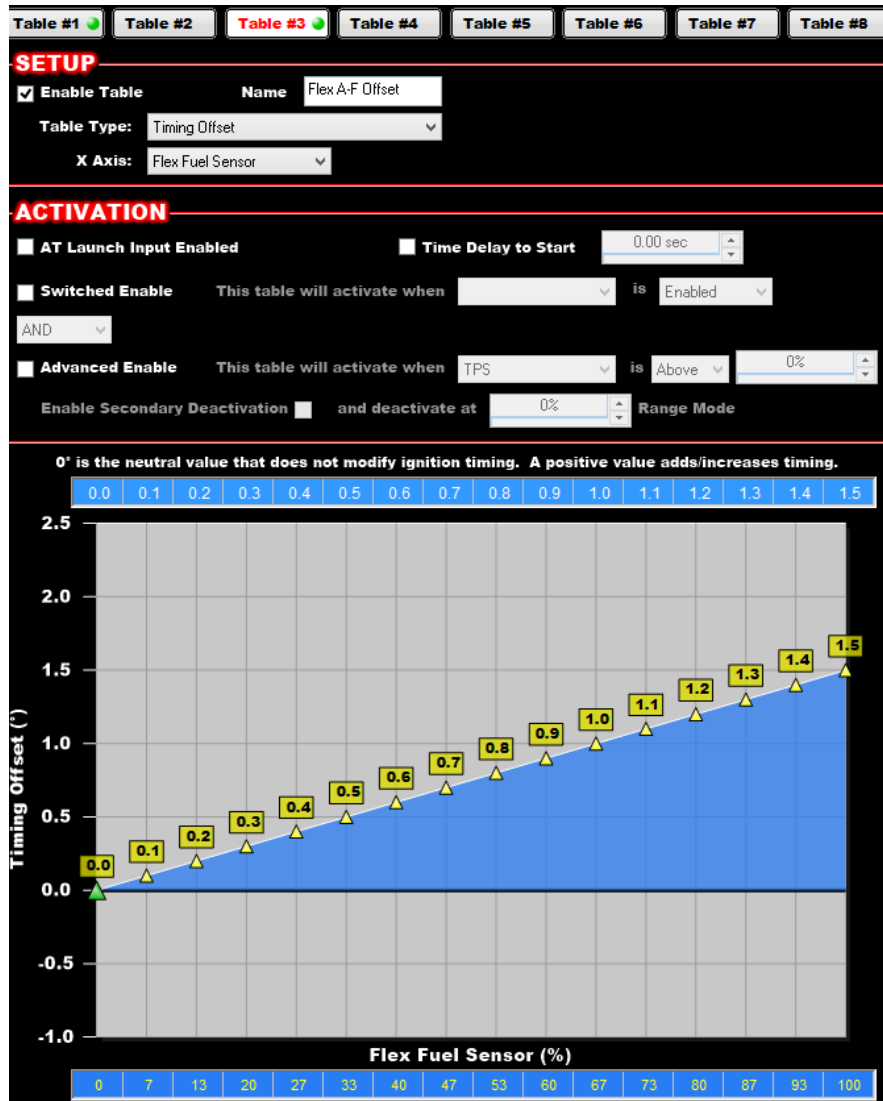 Table #1 Table #2 Table #3 Table #4 Table #5 Table #6 Table #7 Table #8
SETUP
Enable Table Name Flex A-F Offset
Table Type: Timing Offset
X Axis: Flex Fuel Sensor
ACTIVATION
AT Launch Input Enabled Time Delay to Start 0.00 sec
Switched Enable This table will activate when is Enabled
AND
Advanced Enable This table will activate when TPS is Above 0%
Enable Secondary Deactivation and deactivate at 0% Range Mode
0° is the neutral value that does not modify ignition timing. A positive value adds/increases timing.
0.0 0.1 0.2 0.3 0.4 0.5 0.6 0.7 0.8 0.9 1.0 1.1 1.2 1.3 1.4 1.5
2.5
2.0
1.5
1.0
0.5
0.0
-0.5
-1.0
Timing Offset (°)
0.0 0.1 0.2 0.3 0.4 0.5 0.6 0.7 0.8 0.9 1.0 1.1 1.2 1.3 1.4 1.5
Flex Fuel Sensor (%)
0 7 13 20 27 33 40 47 53 60 67 73 80 87 93 100